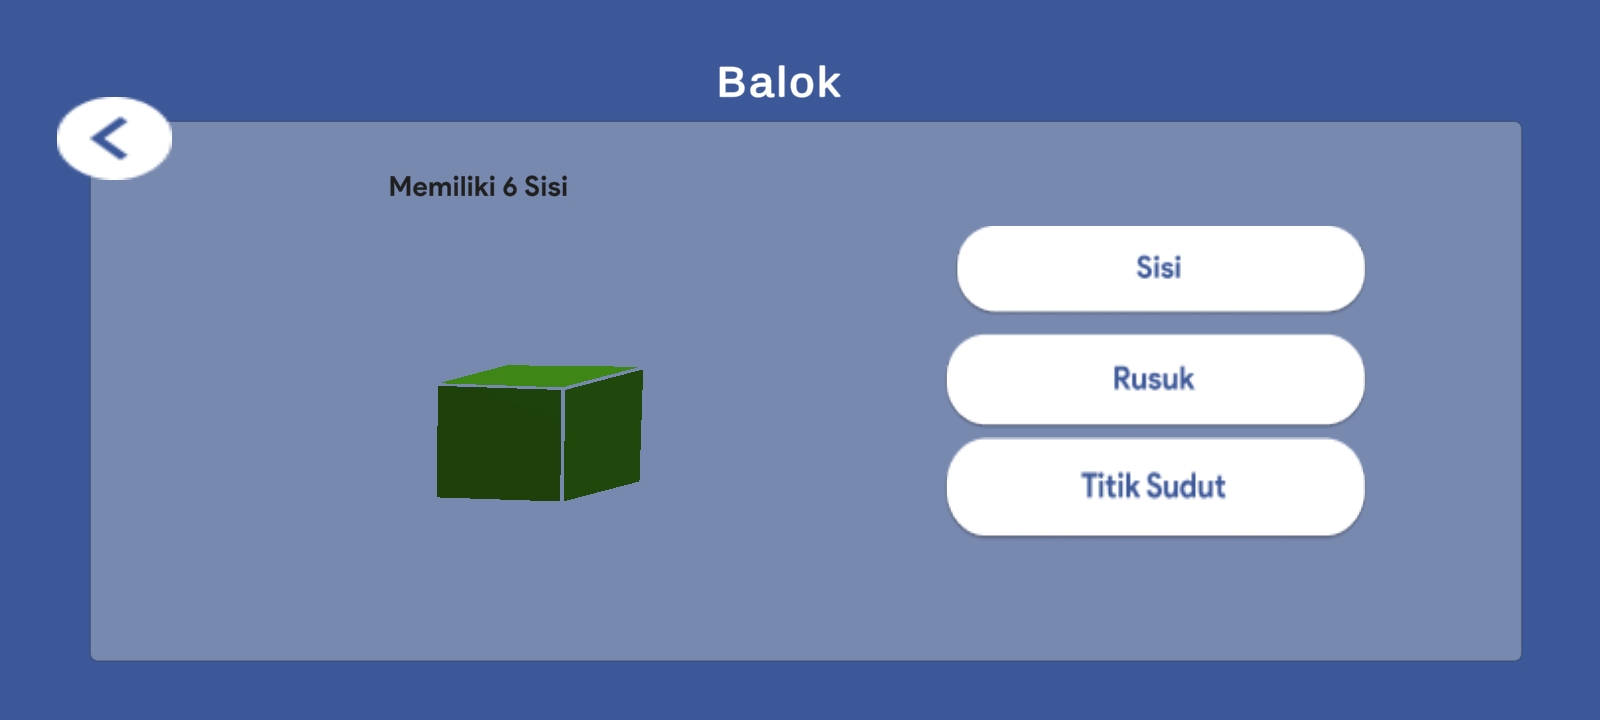 Balok
Memiliki 6 Sisi
Sisi
Rusuk
Titik Sudut